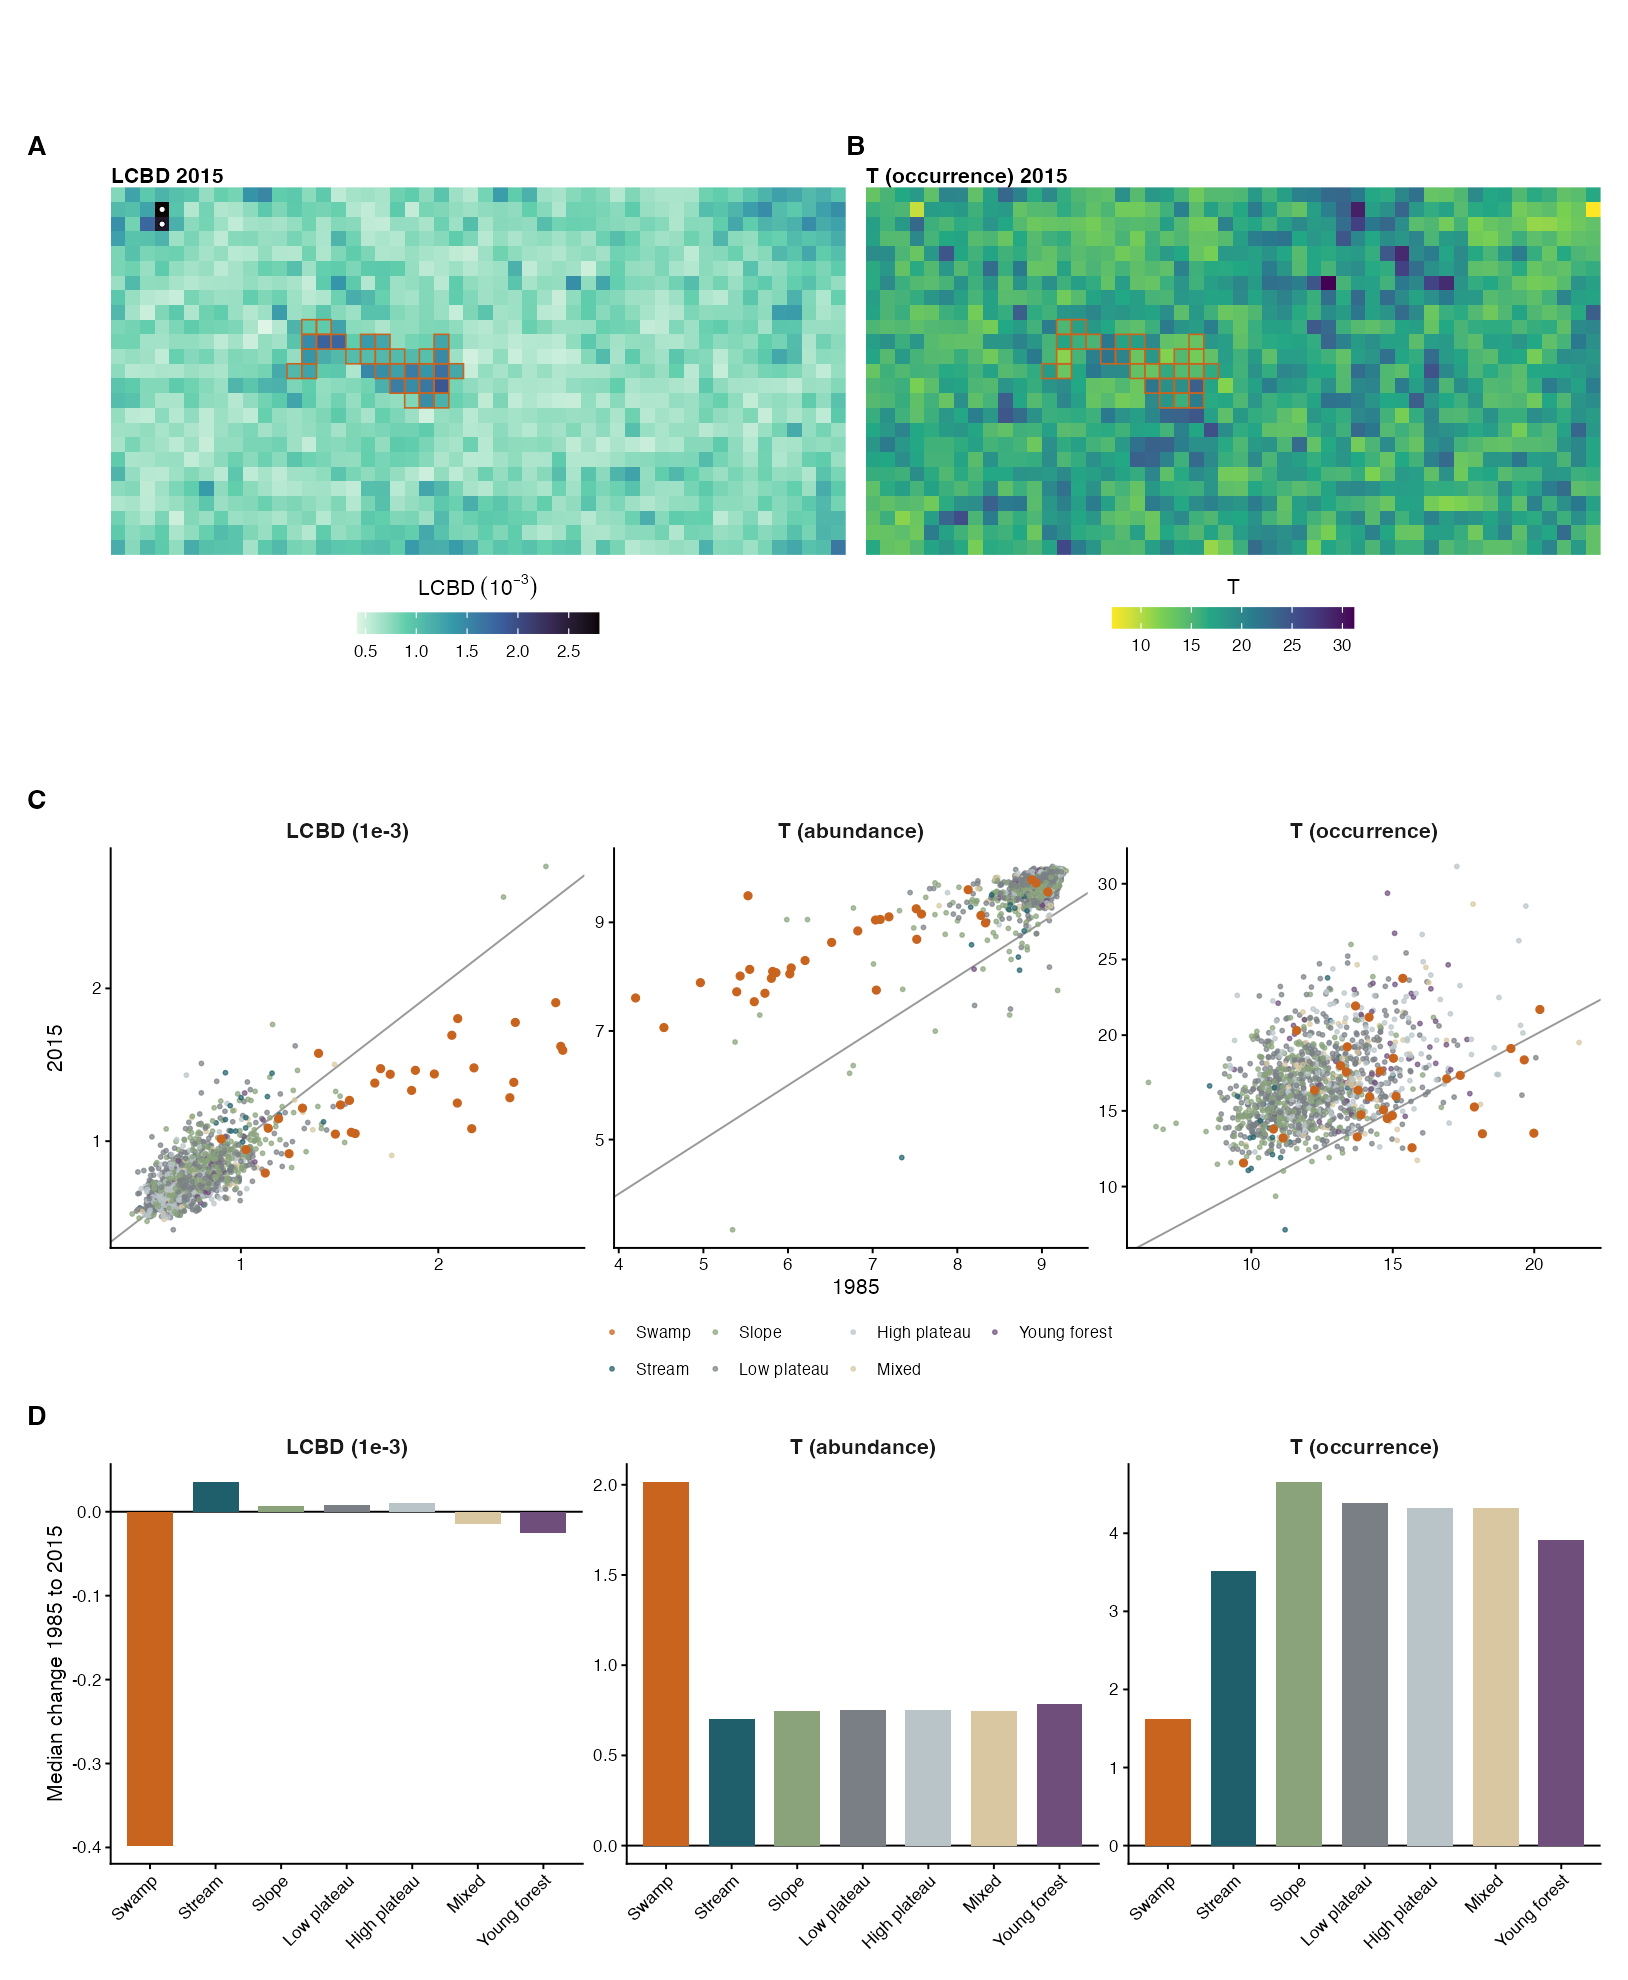 A
B
LCBD 2015
T (occurrence) 2015
LCBD (10⁻³)
0.5 1.0 1.5 2.0 2.5
T
10 15 20 25 30
C
LCBD (1e-3)
T (abundance)
T (occurrence)
2015
2
1
1 2
9
7
5
4 5 6 7 8 9
30
25
20
15
10
10 15 20
1985
Swamp Slope High plateau Young forest
Stream Low plateau Mixed
D
LCBD (1e-3)
T (abundance)
T (occurrence)
Median change 1985 to 2015
0.0
-0.1
-0.2
-0.3
-0.4
Swamp Stream Slope Low plateau High plateau Mixed Young forest
2.0
1.5
1.0
0.5
0.0
Swamp Stream Slope Low plateau High plateau Mixed Young forest
4
3
2
1
0
Swamp Stream Slope Low plateau High plateau Mixed Young forest